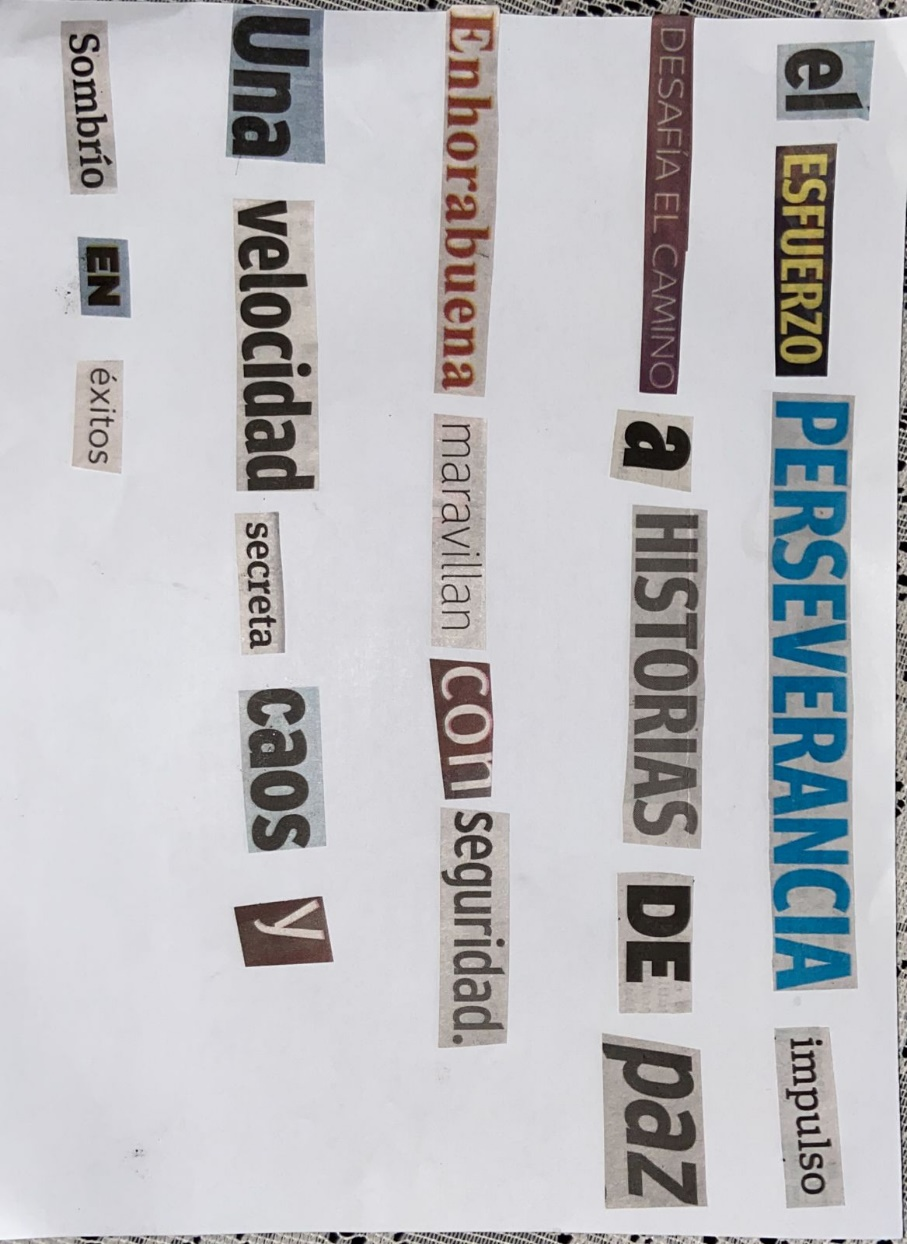 el ESFUERZO PERSEVERANCIA impulso
DESAFÍA EL CAMINO a HISTORIAS DE paz
Enhorabuena maravillan con seguridad.
Una velocidad secreta caos y
Sombrío EN éxitos